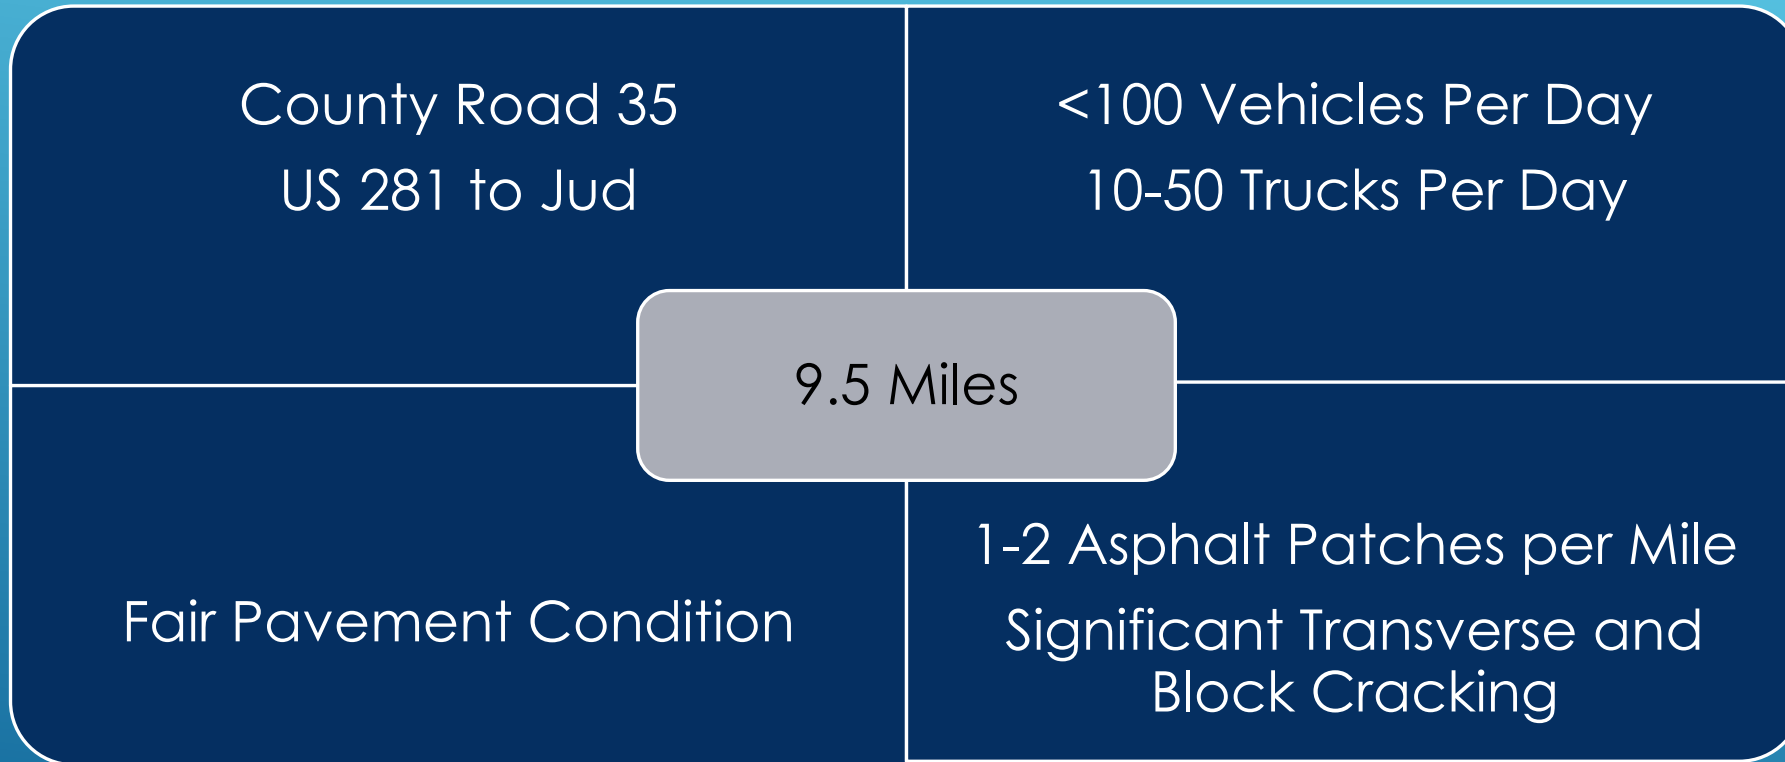 County Road 35
US 281 to Jud
<100 Vehicles Per Day
10-50 Trucks Per Day
9.5 Miles
Fair Pavement Condition
1-2 Asphalt Patches per Mile
Significant Transverse and
Block Cracking